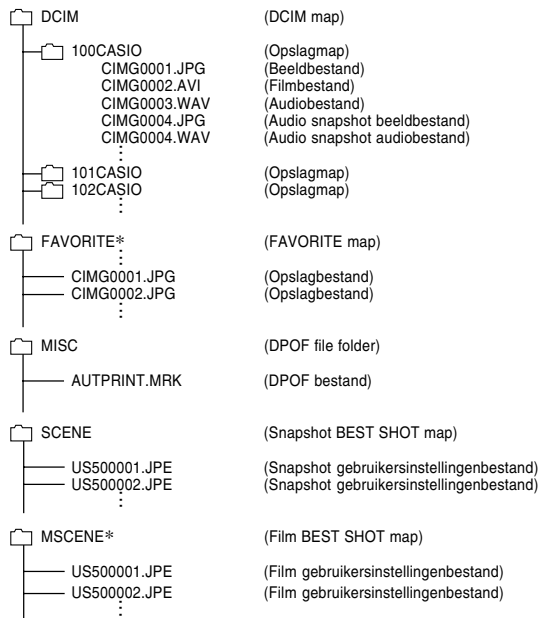 DCIM (DCIM map)
100CASIO (Opslagmap)
CIMG0001.JPG (Beeldbestand)
CIMG0002.AVI (Filmbestand)
CIMG0003.WAV (Audiobestand)
CIMG0004.JPG (Audio snapshot beeldbestand)
CIMG0004.WAV (Audio snapshot audiobestand)
101CASIO (Opslagmap)
102CASIO (Opslagmap)
FAVORITE* (FAVORITE map)
CIMG0001.JPG (Opslagbestand)
CIMG0002.JPG (Opslagbestand)
MISC (DPOF file folder)
AUTPRINT.MRK (DPOF bestand)
SCENE (Snapshot BEST SHOT map)
US500001.JPE (Snapshot gebruikersinstellingenbestand)
US500002.JPE (Snapshot gebruikersinstellingenbestand)
MSCENE* (Film BEST SHOT map)
US500001.JPE (Film gebruikersinstellingenbestand)
US500002.JPE (Film gebruikersinstellingenbestand)